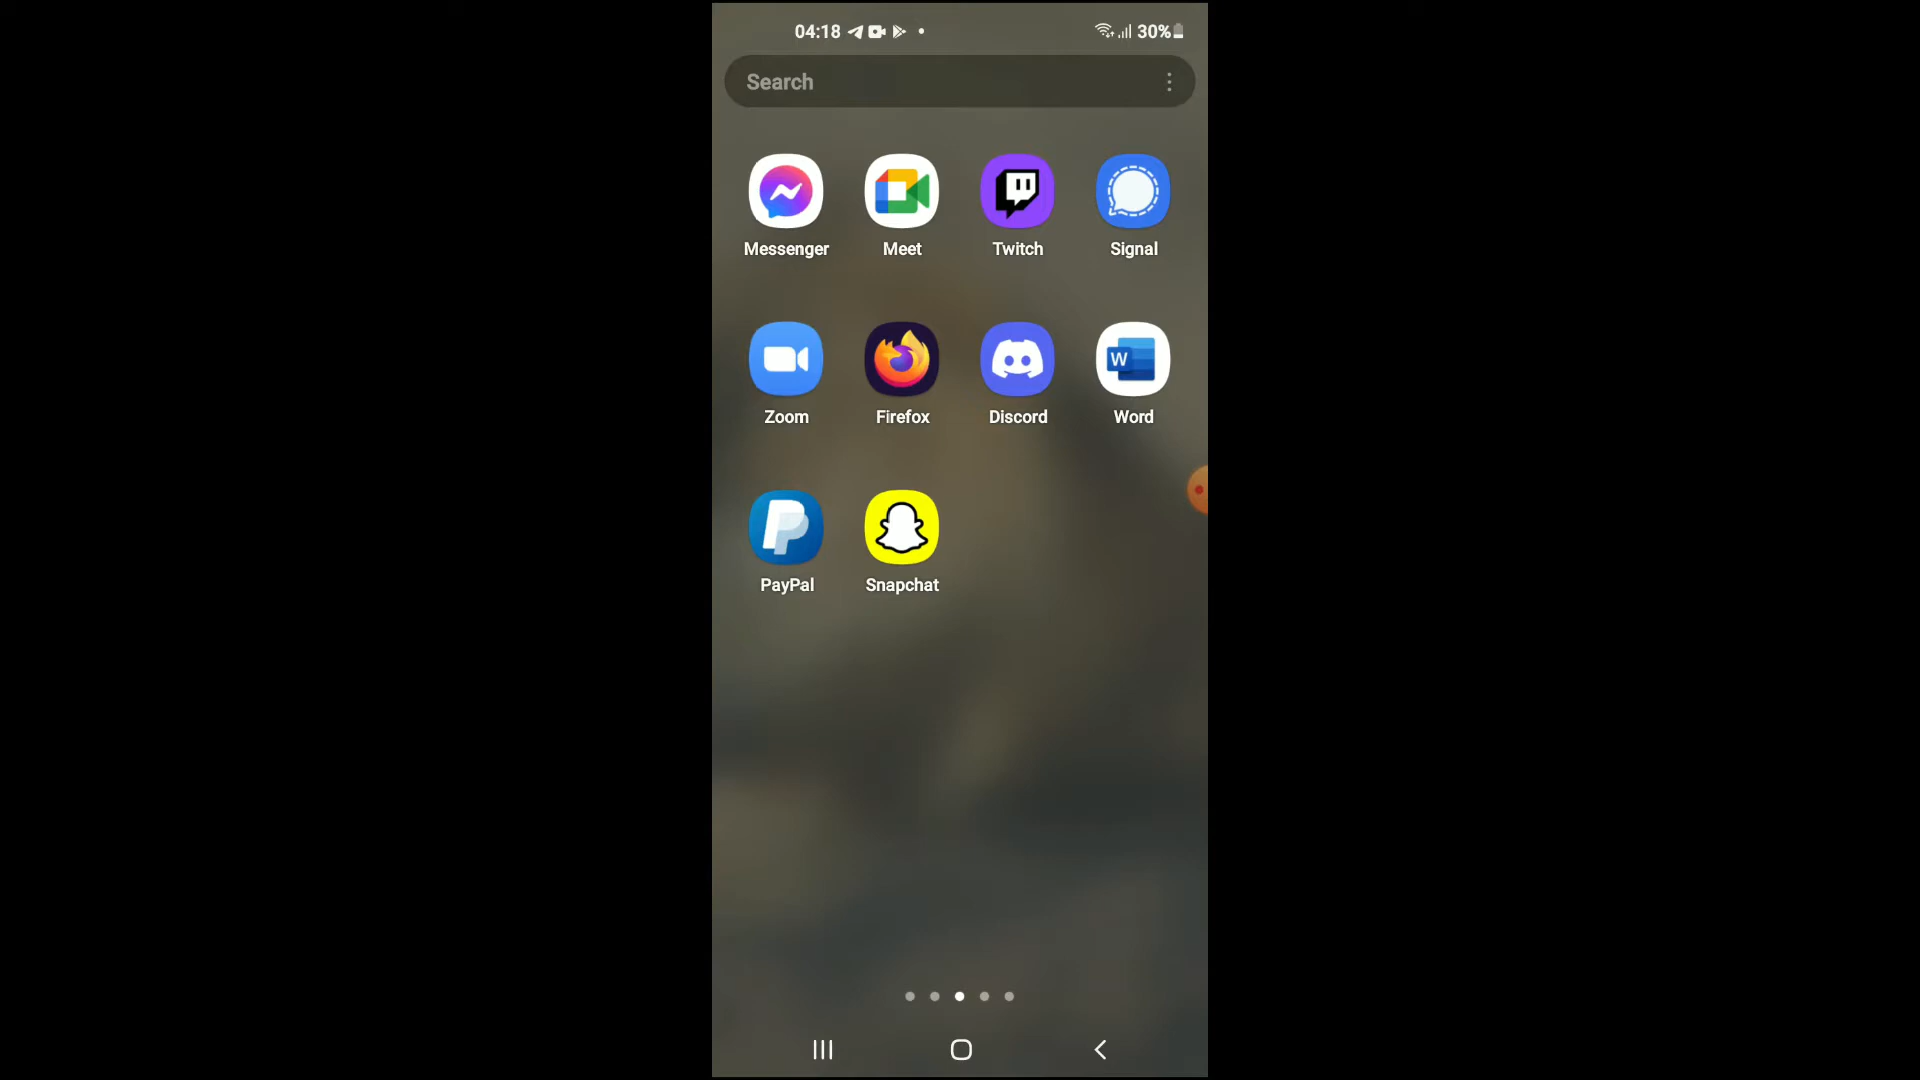 04:18 30%
Search
Messenger Meet Twitch Signal
W
Zoom Firefox Discord Word
PayPal Snapchat